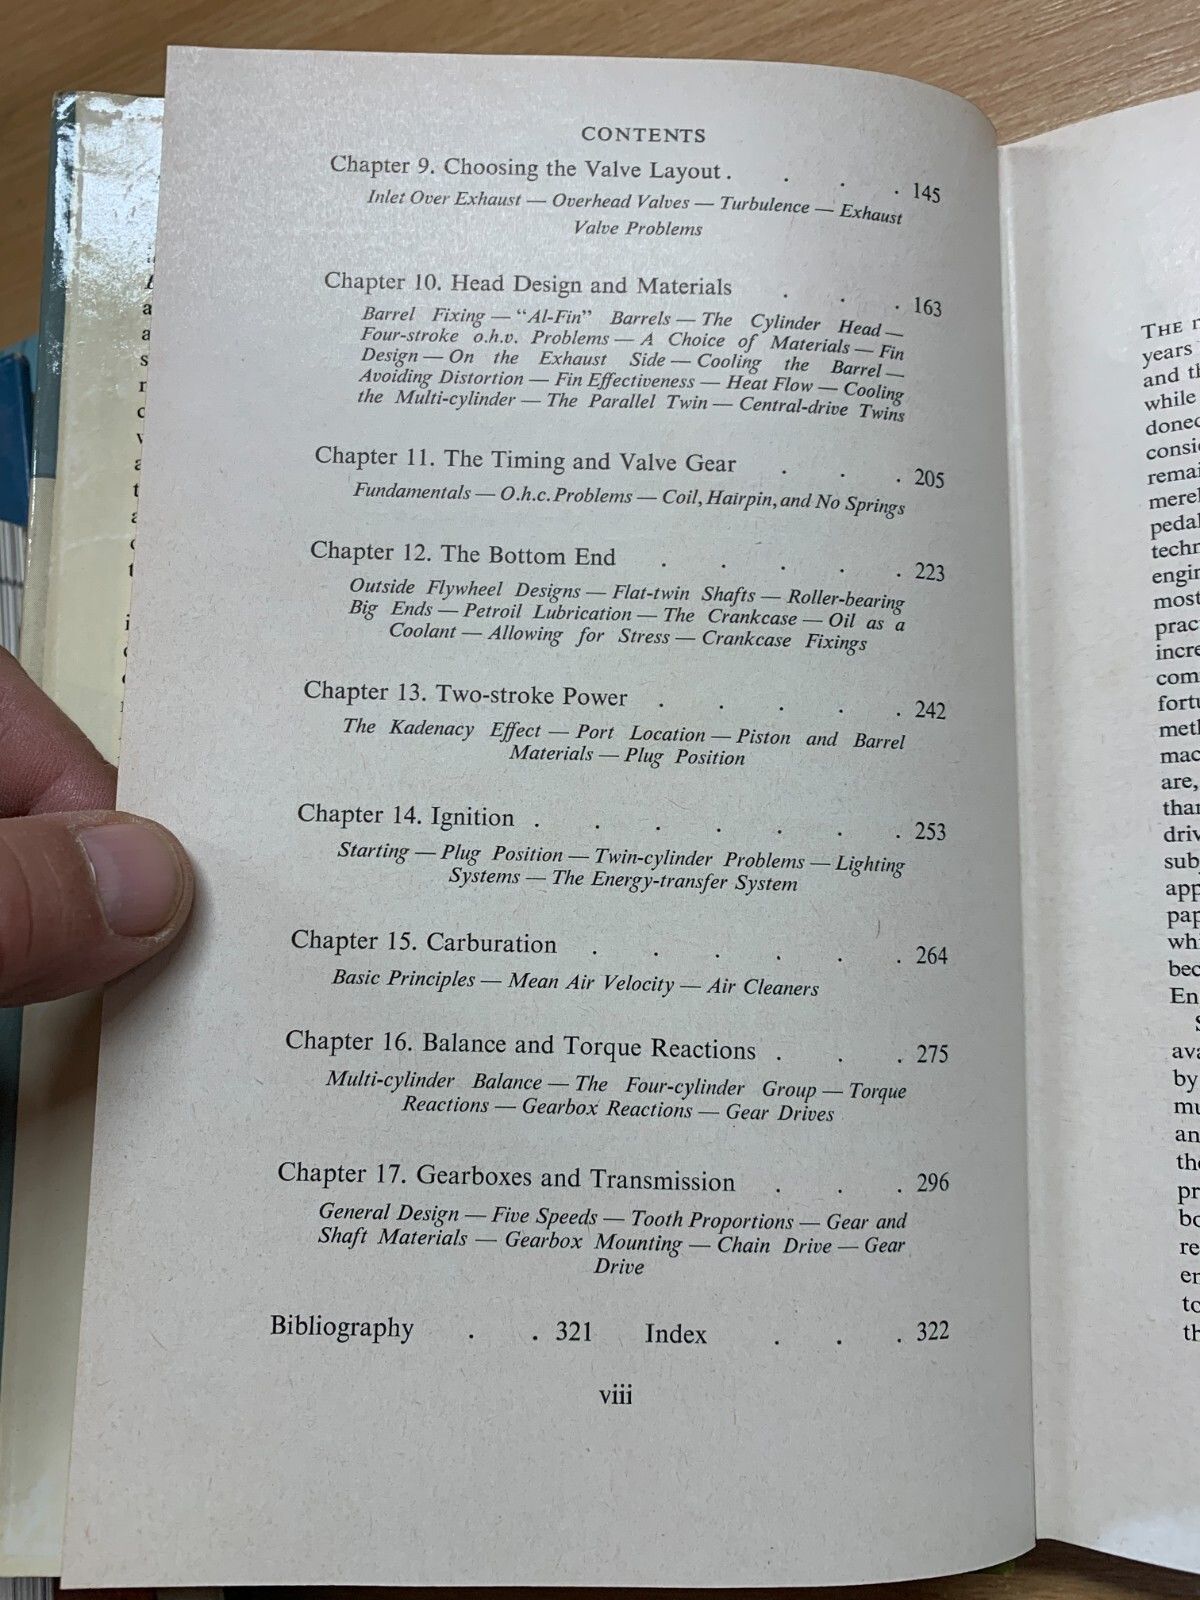 CONTENTS
Chapter 9. Choosing the Valve Layout . . . . 145
Inlet Over Exhaust — Overhead Valves — Turbulence — Exhaust
Valve Problems
Chapter 10. Head Design and Materials . . . 163
Barrel Fixing — "Al-Fin" Barrels — The Cylinder Head —
Four-stroke o.h.v. Problems — A Choice of Materials — Fin
Design — On the Exhaust Side — Cooling the Barrel —
Avoiding Distortion — Fin Effectiveness — Heat Flow — Cooling
the Multi-cylinder — The Parallel Twin — Central-drive Twins
Chapter 11. The Timing and Valve Gear . . . 205
Fundamentals — O.h.c. Problems — Coil, Hairpin, and No Springs
Chapter 12. The Bottom End . . . . . 223
Outside Flywheel Designs — Flat-twin Shafts — Roller-bearing
Big Ends — Petroil Lubrication — The Crankcase — Oil as a
Coolant — Allowing for Stress — Crankcase Fixings
Chapter 13. Two-stroke Power . . . . . 242
The Kadenacy Effect — Port Location — Piston and Barrel
Materials — Plug Position
Chapter 14. Ignition . . . . . . . 253
Starting — Plug Position — Twin-cylinder Problems — Lighting
Systems — The Energy-transfer System
Chapter 15. Carburation . . . . . . 264
Basic Principles — Mean Air Velocity — Air Cleaners
Chapter 16. Balance and Torque Reactions . . . 275
Multi-cylinder Balance — The Four-cylinder Group — Torque
Reactions — Gearbox Reactions — Gear Drives
Chapter 17. Gearboxes and Transmission . . . 296
General Design — Five Speeds — Tooth Proportions — Gear and
Shaft Materials — Gearbox Mounting — Chain Drive — Gear
Drive
Bibliography . . 321 Index . . . 322
viii
THE
years
and
while